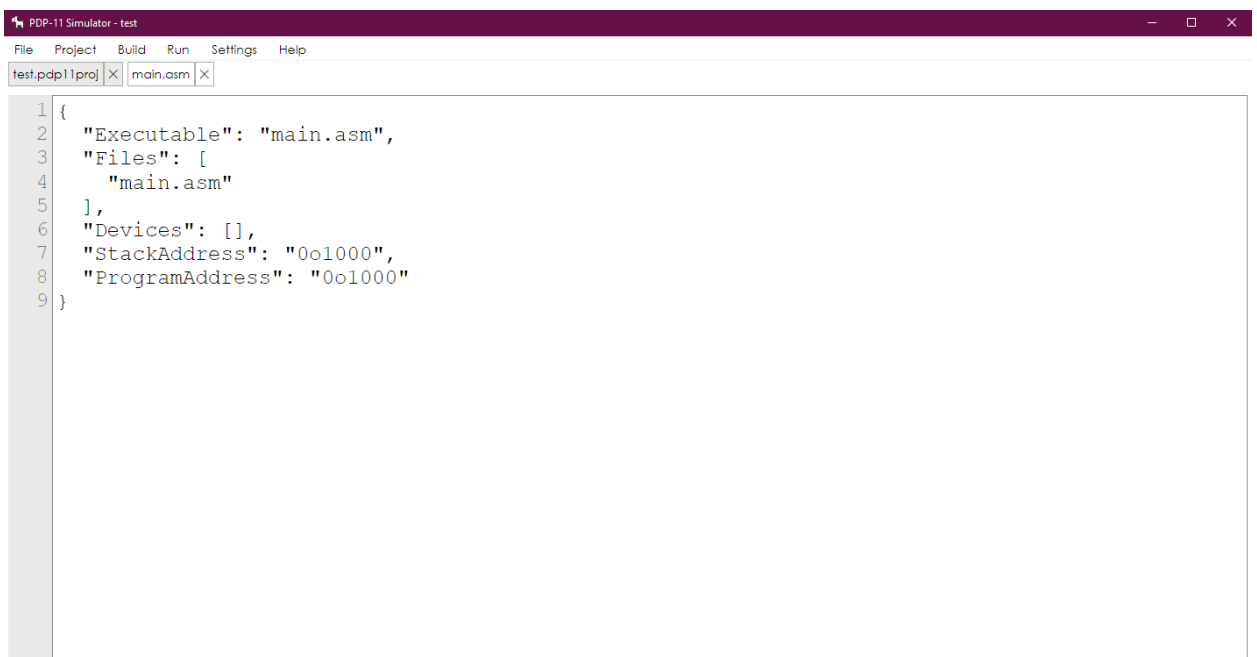 PDP-11 Simulator - test
File Project Build Run Settings Help
test.pdp11proj main.asm
1 {
2 "Executable": "main.asm",
3 "Files": [
4 "main.asm"
5 ],
6 "Devices": [],
7 "StackAddress": "0o1000",
8 "ProgramAddress": "0o1000"
9 }